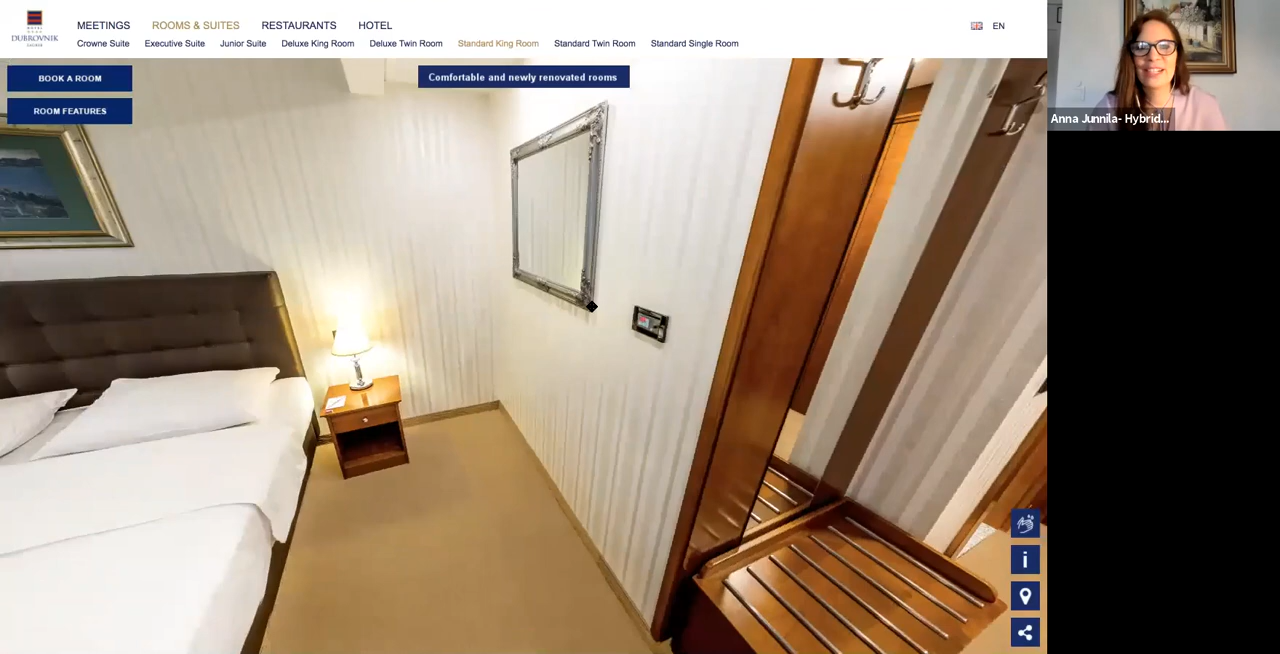 DUBROVNIK
MEETINGS ROOMS & SUITES RESTAURANTS HOTEL
EN
Crowne Suite Executive Suite Junior Suite Deluxe King Room Deluxe Twin Room Standard King Room Standard Twin Room Standard Single Room
BOOK A ROOM
Comfortable and newly renovated rooms
ROOM FEATURES
Anna Junnila- Hybrid...
i